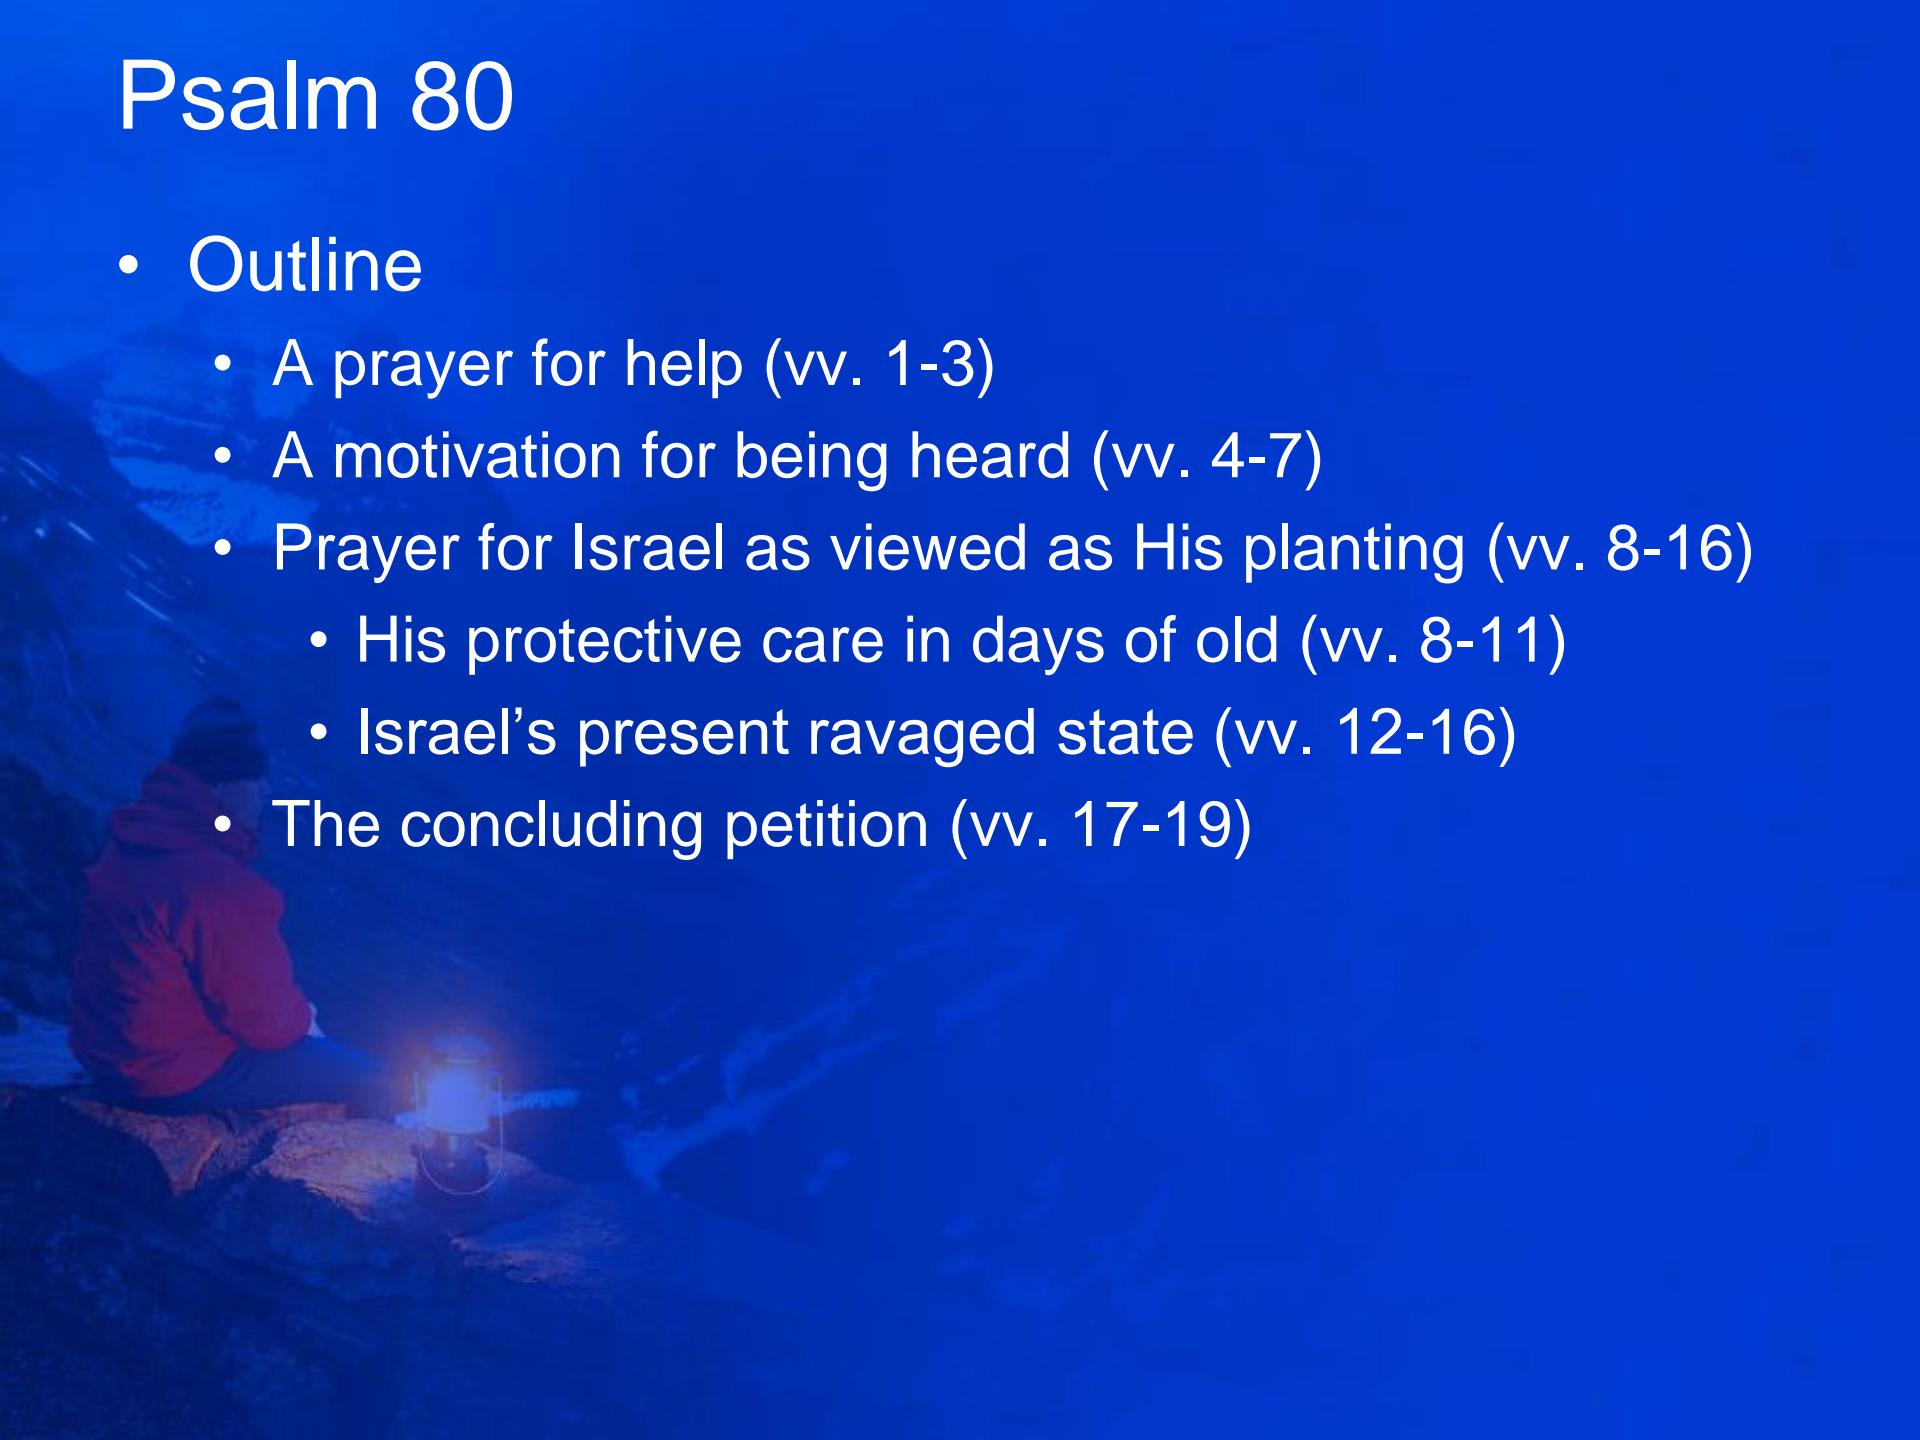 Psalm 80
• Outline
• A prayer for help (vv. 1-3)
• A motivation for being heard (vv. 4-7)
• Prayer for Israel as viewed as His planting (vv. 8-16)
• His protective care in days of old (vv. 8-11)
• Israel’s present ravaged state (vv. 12-16)
• The concluding petition (vv. 17-19)